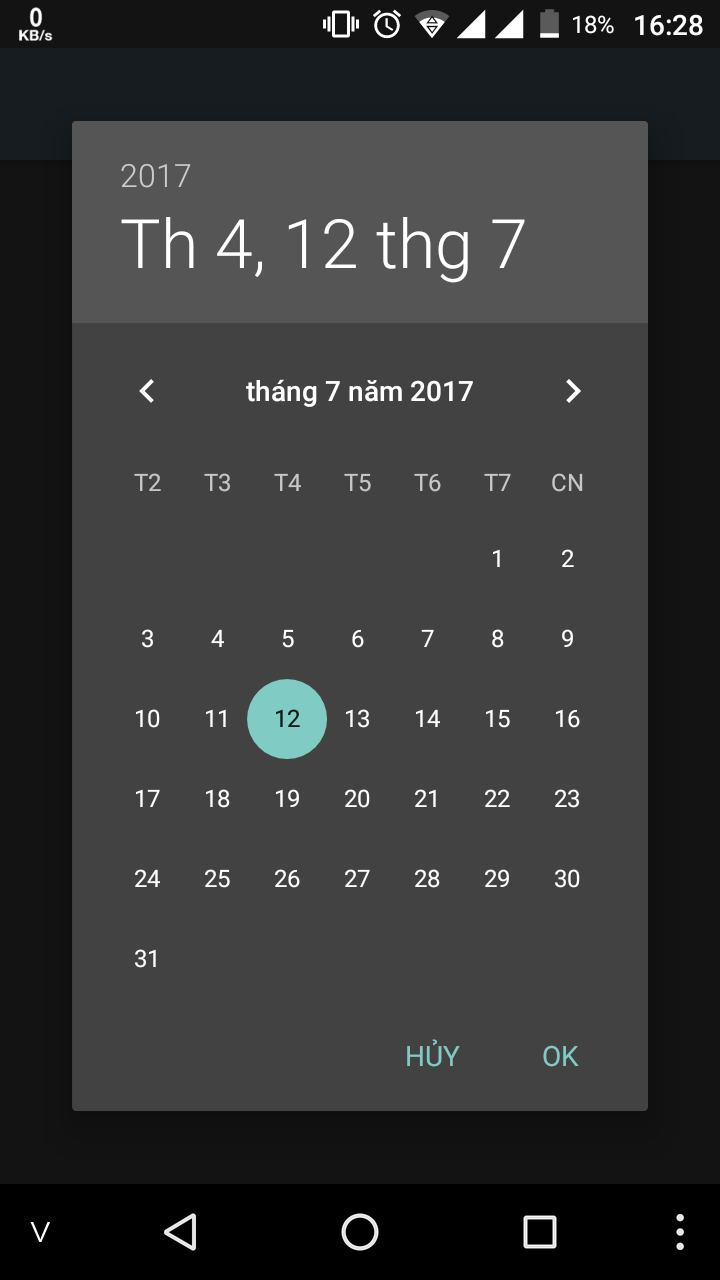 0
KB/s
18% 16:28
2017
Th 4, 12 thg 7
tháng 7 năm 2017
T2 T3 T4 T5 T6 T7 CN
1 2
3 4 5 6 7 8 9
10 11 12 13 14 15 16
17 18 19 20 21 22 23
24 25 26 27 28 29 30
31
HỦY OK